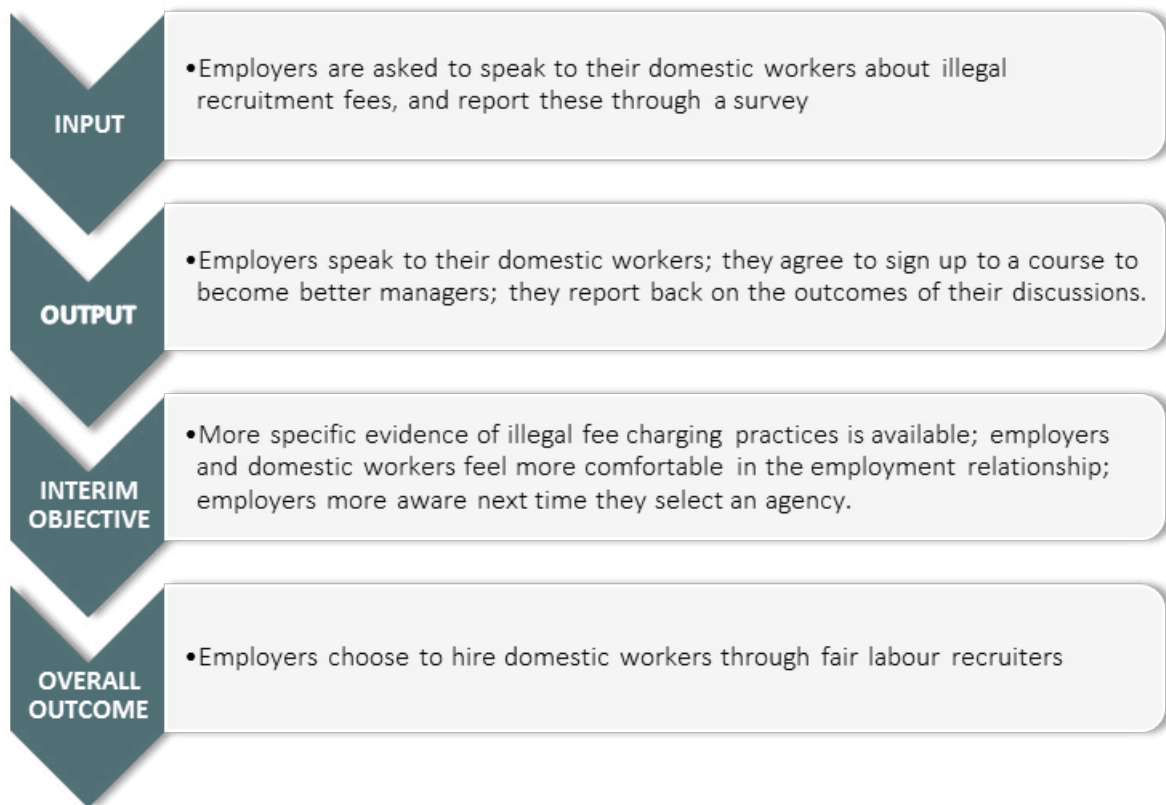 INPUT
•Employers are asked to speak to their domestic workers about illegal
recruitment fees, and report these through a survey
OUTPUT
•Employers speak to their domestic workers; they agree to sign up to a course to
become better managers; they report back on the outcomes of their discussions.
INTERIM
OBJECTIVE
•More specific evidence of illegal fee charging practices is available; employers
and domestic workers feel more comfortable in the employment relationship;
employers more aware next time they select an agency.
OVERALL
OUTCOME
•Employers choose to hire domestic workers through fair labour recruiters